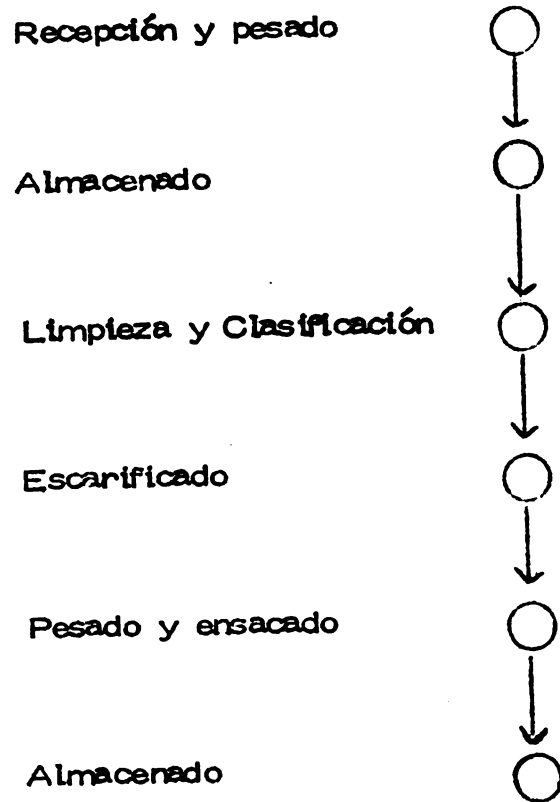 Recepción y pesado
Almacenado
Limpieza y Clasificación
Escarificado
Pesado y ensacado
Almacenado